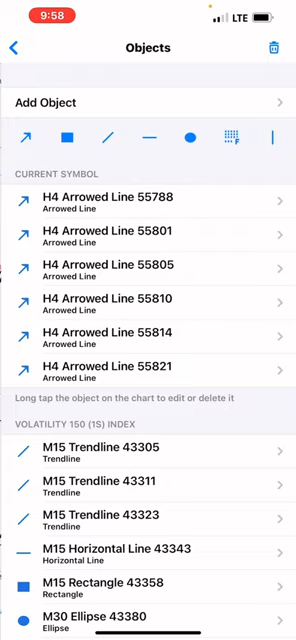 9:58
LTE
Objects
Add Object
F
CURRENT SYMBOL
H4 Arrowed Line 55788
Arrowed Line
H4 Arrowed Line 55801
Arrowed Line
H4 Arrowed Line 55805
Arrowed Line
H4 Arrowed Line 55810
Arrowed Line
H4 Arrowed Line 55814
Arrowed Line
H4 Arrowed Line 55821
Arrowed Line
Long tap the object on the chart to edit or delete it
VOLATILITY 150 (1S) INDEX
M15 Trendline 43305
Trendline
M15 Trendline 43311
Trendline
M15 Trendline 43323
Trendline
M15 Horizontal Line 43343
Horizontal Line
M15 Rectangle 43358
Rectangle
M30 Ellipse 43380
Ellipse